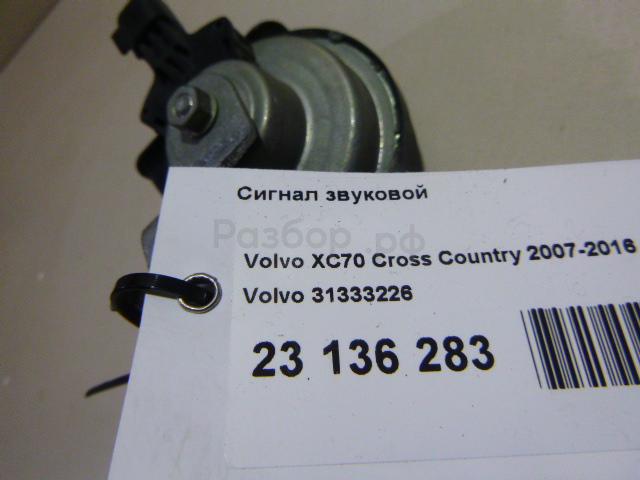 Сигнал звуковой
Разбор.рф
Volvo XC70 Cross Country 2007-2016
Volvo 31333226
23 136 283